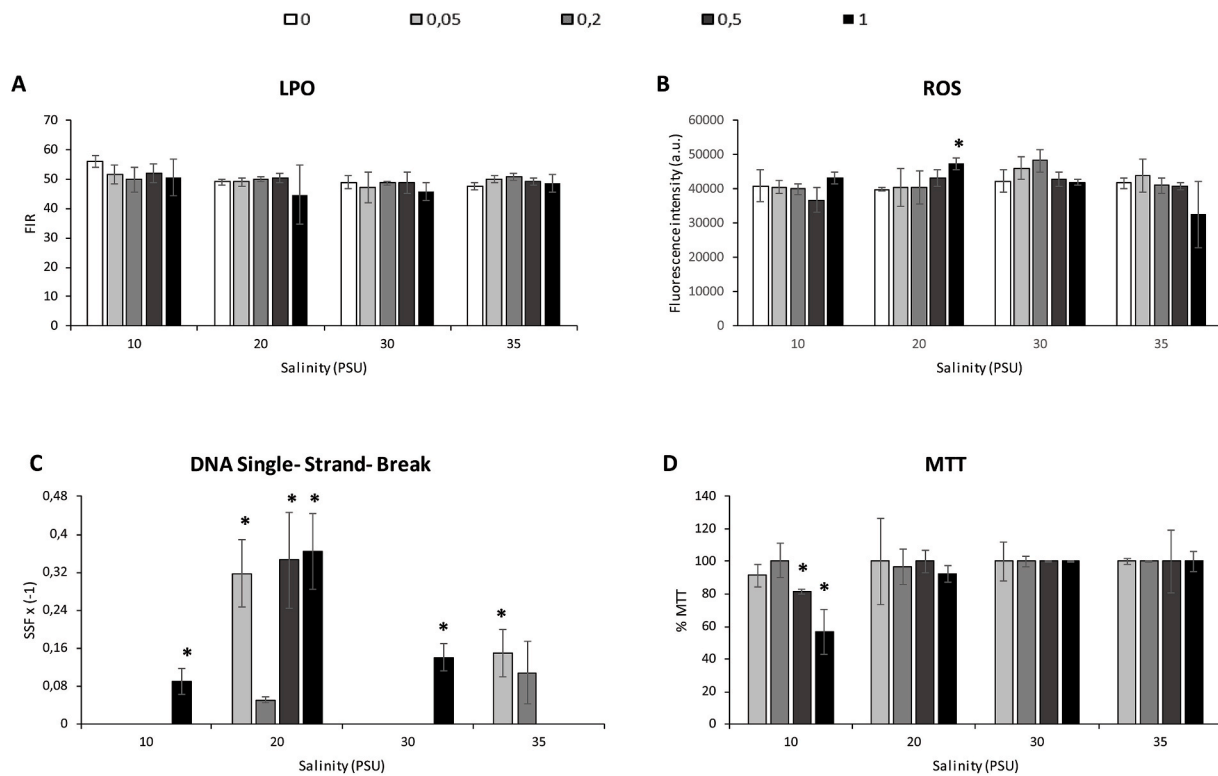 0 0,05 0,2 0,5 1
A
LPO
FIR
70
60
50
40
30
20
10
0
10 20 30 35
Salinity (PSU)
B
ROS
Fluorescence intensity (a.u.)
60000
50000
40000
30000
20000
10000
0
*
10 20 30 35
Salinity (PSU)
C
DNA Single- Strand- Break
SSF x (-1)
0,48
0,4
0,32
0,24
0,16
0,08
0
* * * * * *
10 20 30 35
Salinity (PSU)
D
MTT
% MTT
140
120
100
80
60
40
20
0
* *
10 20 30 35
Salinity (PSU)